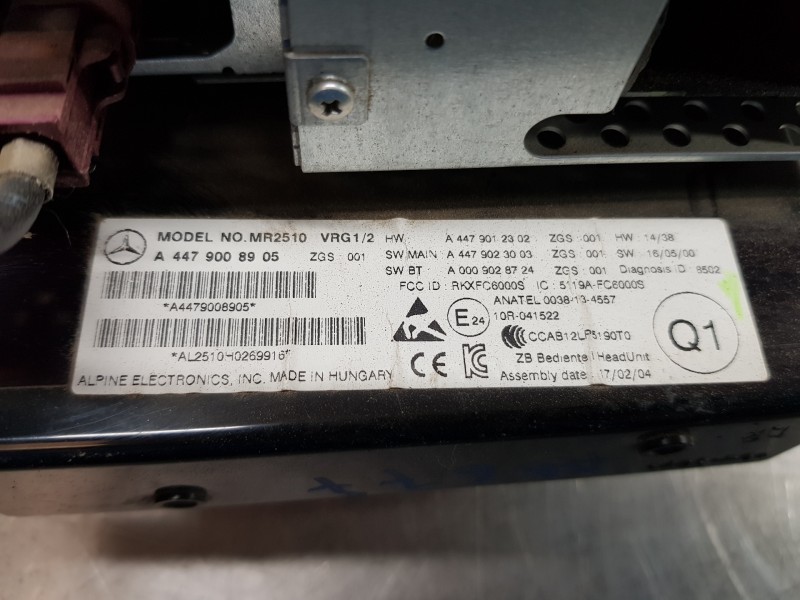 MODEL NO.MR2510 VRG1/2 HW A 447 901 23 02 ZGS : 001 HW : 14/38
A 447 900 89 05 ZGS : 001 SW MAIN A 447 902 30 03 ZGS : 001 SW : 16/05/00
SW BT A 000 902 87 24 ZGS : 001 Diagnosis ID : 8502
FCC ID : RKXFC6000S IC : 5119A-FC6000S
*A4479008905*
ANATEL 0038-13-4557
E24 10R-041522
CCAB12LP5190T0
Q1
*AL2510H0269916*
CE
ZB Bedienteil HeadUnit
ALPINE ELECTRONICS, INC. MADE IN HUNGARY
Assembly date : 17/02/04